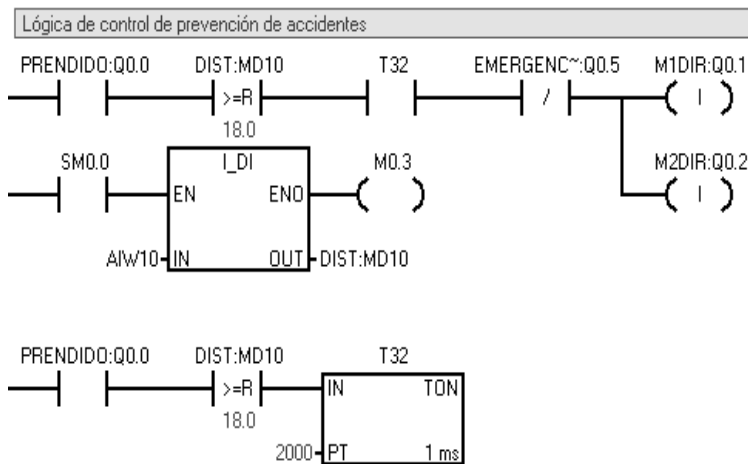 Lógica de control de prevención de accidentes
PRENDIDO:Q0.0 DIST:MD10 T32 EMERGENC~:Q0.5 M1DIR:Q0.1
>=R / I
18.0
SM0.0 I_DI M0.3 M2DIR:Q0.2
EN ENO I
AIW10 IN OUT DIST:MD10
PRENDIDO:Q0.0 DIST:MD10 T32
>=R IN TON
18.0
2000 PT 1 ms